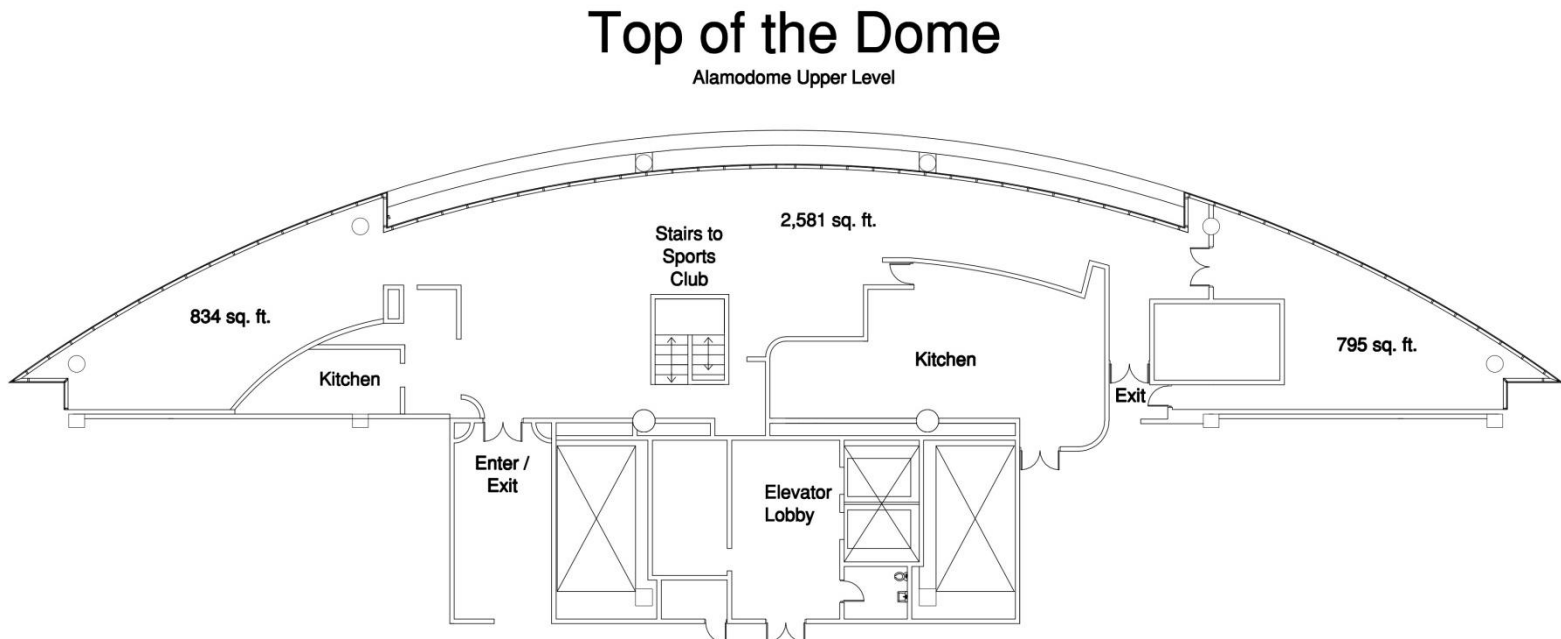 Top of the Dome
Alamodome Upper Level
2,581 sq. ft.
Stairs to
Sports
Club
834 sq. ft.
795 sq. ft.
Kitchen
Kitchen
Exit
Enter /
Exit
Elevator
Lobby